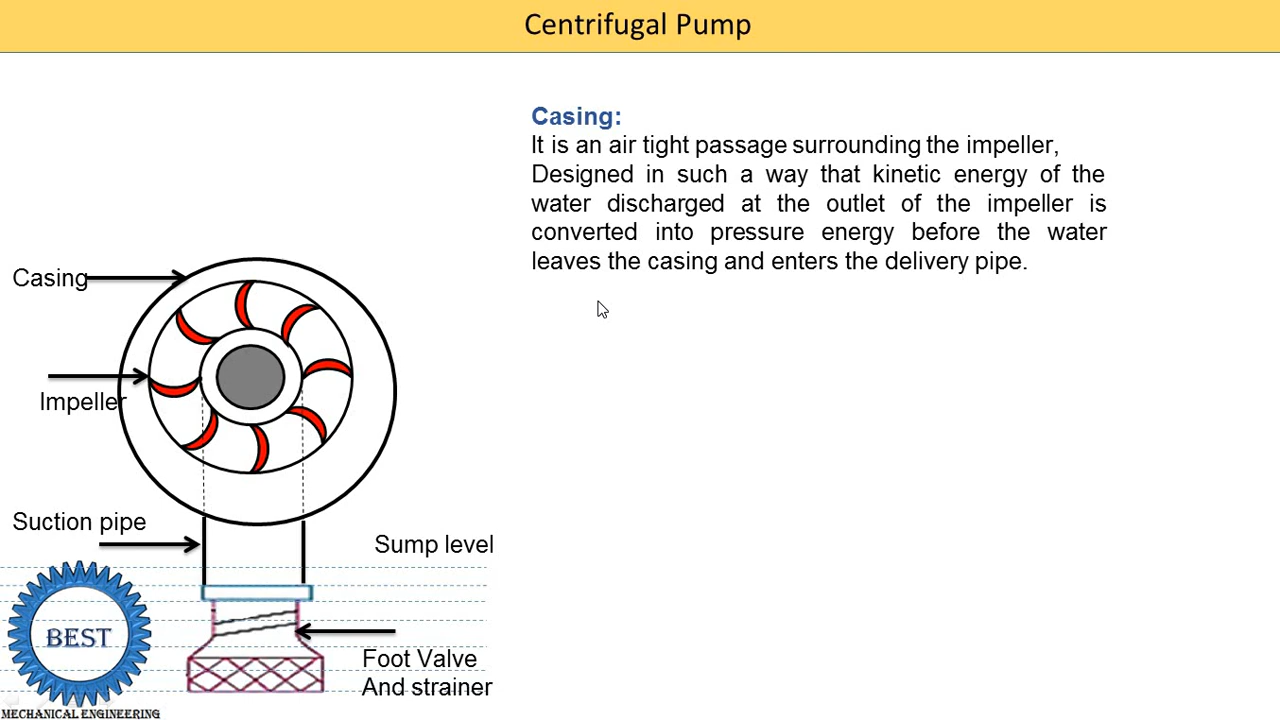 Centrifugal Pump
Casing:
It is an air tight passage surrounding the impeller,
Designed in such a way that kinetic energy of the
water discharged at the outlet of the impeller is
converted into pressure energy before the water
leaves the casing and enters the delivery pipe.
Casing
Impeller
Suction pipe
Sump level
BEST
Foot Valve
And strainer
MECHANICAL ENGINEERING